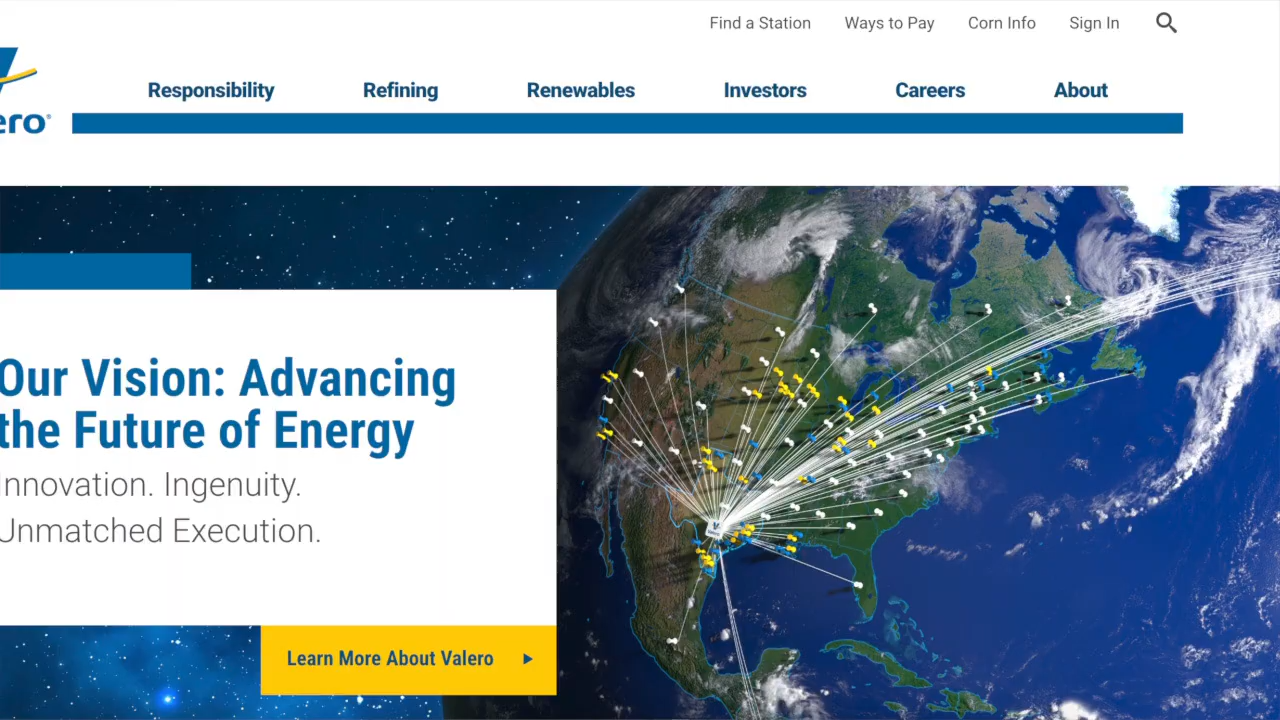 Find a Station Ways to Pay Corn Info Sign In
Responsibility Refining Renewables Investors Careers About
ero
Our Vision: Advancing
the Future of Energy
Innovation. Ingenuity.
Unmatched Execution.
Learn More About Valero